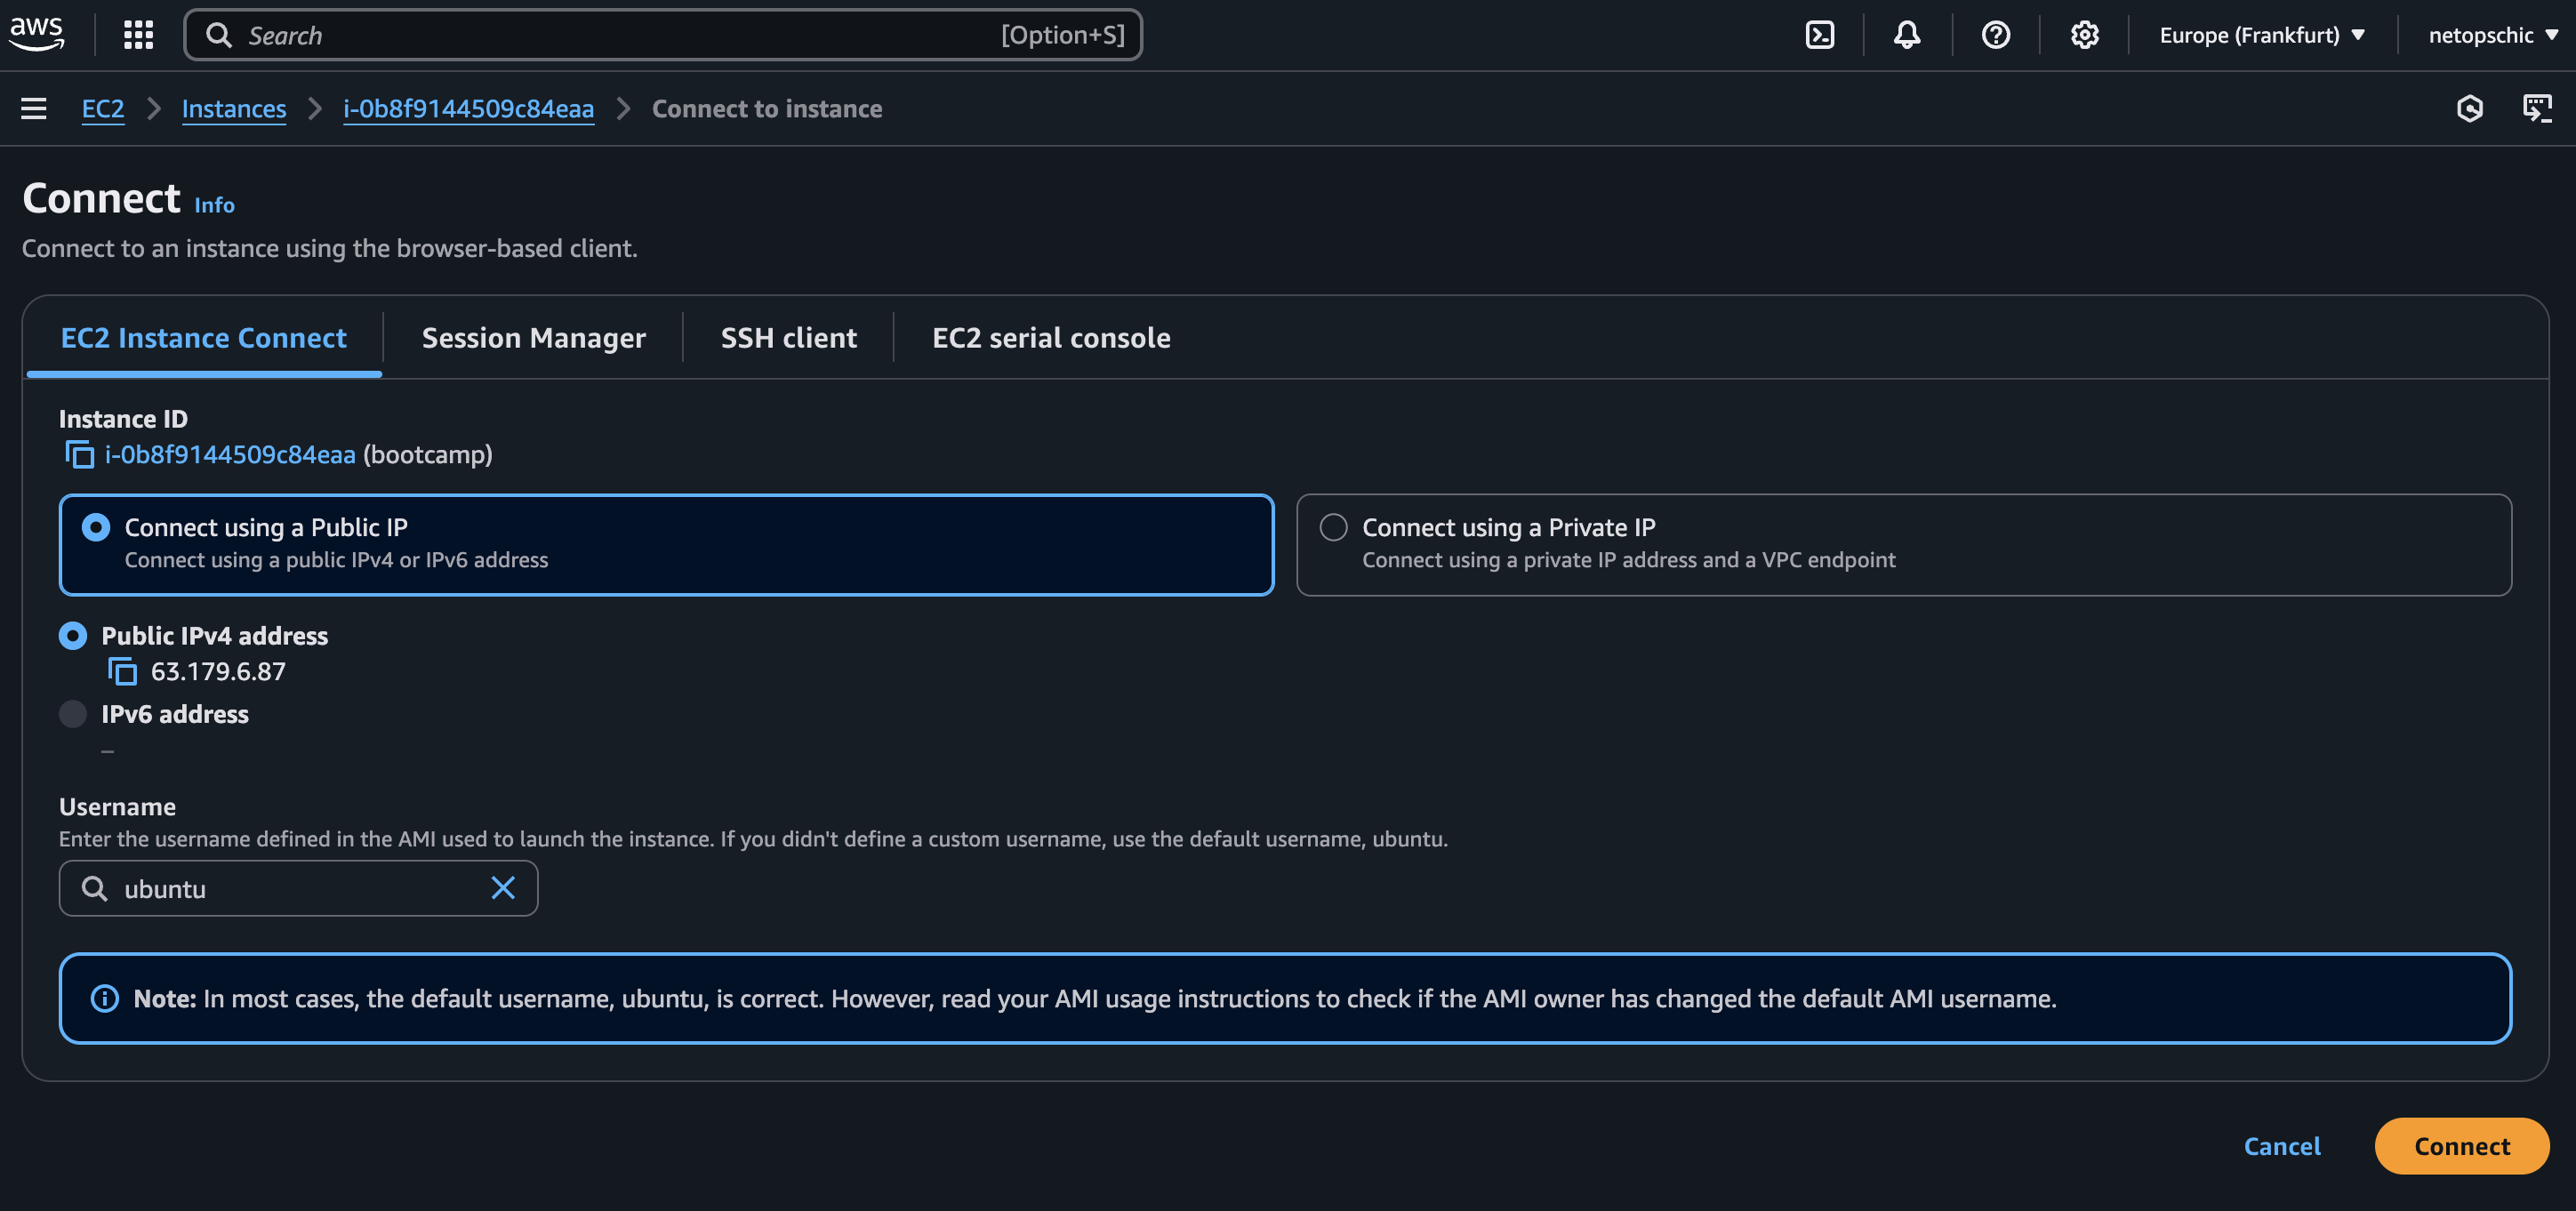 aws
Search [Option+S]
Europe (Frankfurt)
netopschic
EC2 Instances i-0b8f9144509c84eaa Connect to instance
Connect Info
Connect to an instance using the browser-based client.
EC2 Instance Connect Session Manager SSH client EC2 serial console
Instance ID
i-0b8f9144509c84eaa (bootcamp)
Connect using a Public IP
Connect using a public IPv4 or IPv6 address
Connect using a Private IP
Connect using a private IP address and a VPC endpoint
Public IPv4 address
63.179.6.87
IPv6 address
–
Username
Enter the username defined in the AMI used to launch the instance. If you didn't define a custom username, use the default username, ubuntu.
ubuntu
Note: In most cases, the default username, ubuntu, is correct. However, read your AMI usage instructions to check if the AMI owner has changed the default AMI username.
Cancel Connect